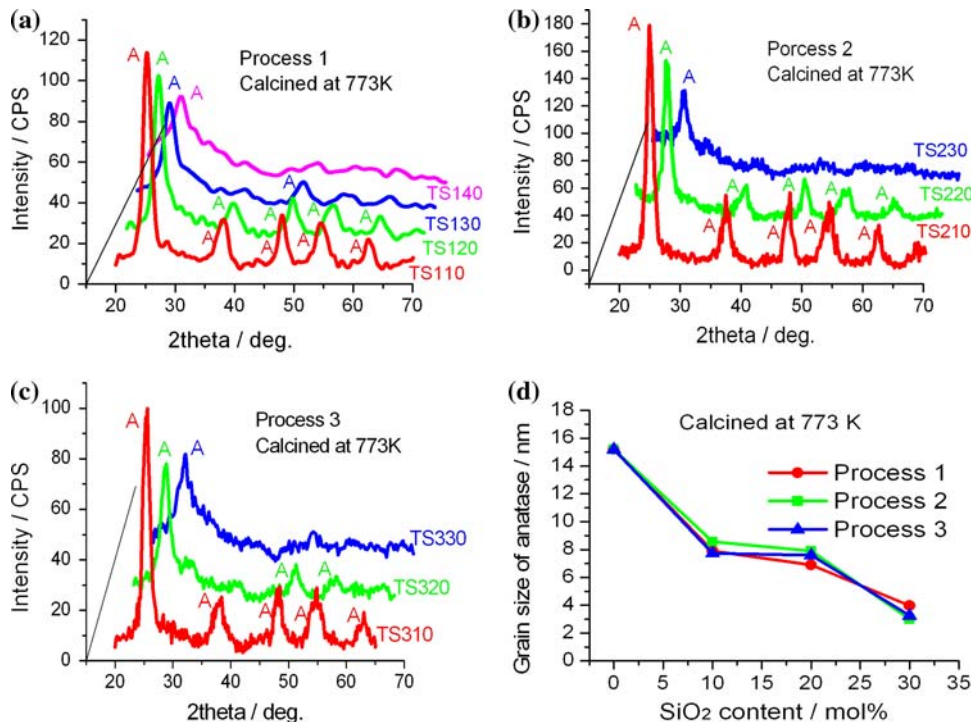 (a)
Process 1
Calcined at 773K
A
A
A
A
A
A
A
A
A
A
A
A
A
TS140
TS130
TS120
TS110
Intensity / CPS
120
100
80
60
40
20
0
20 30 40 50 60 70
2theta / deg.
(b)
Porcess 2
Calcined at 773K
A
A
A
A
A
A
A
A
A
A
A
TS230
TS220
TS210
Intensity / CPS
180
160
140
120
100
80
60
40
20
0
20 30 40 50 60 70
2theta / deg.
(c)
Process 3
Calcined at 773K
A
A
A
A
A
A
A
A
TS330
TS320
TS310
Intensity / CPS
100
80
60
40
20
0
20 30 40 50 60 70
2theta / deg.
(d)
Calcined at 773 K
Process 1
Process 2
Process 3
Grain size of anatase / nm
18
16
14
12
10
8
6
4
2
0
0 5 10 15 20 25 30 35
SiO₂ content / mol%